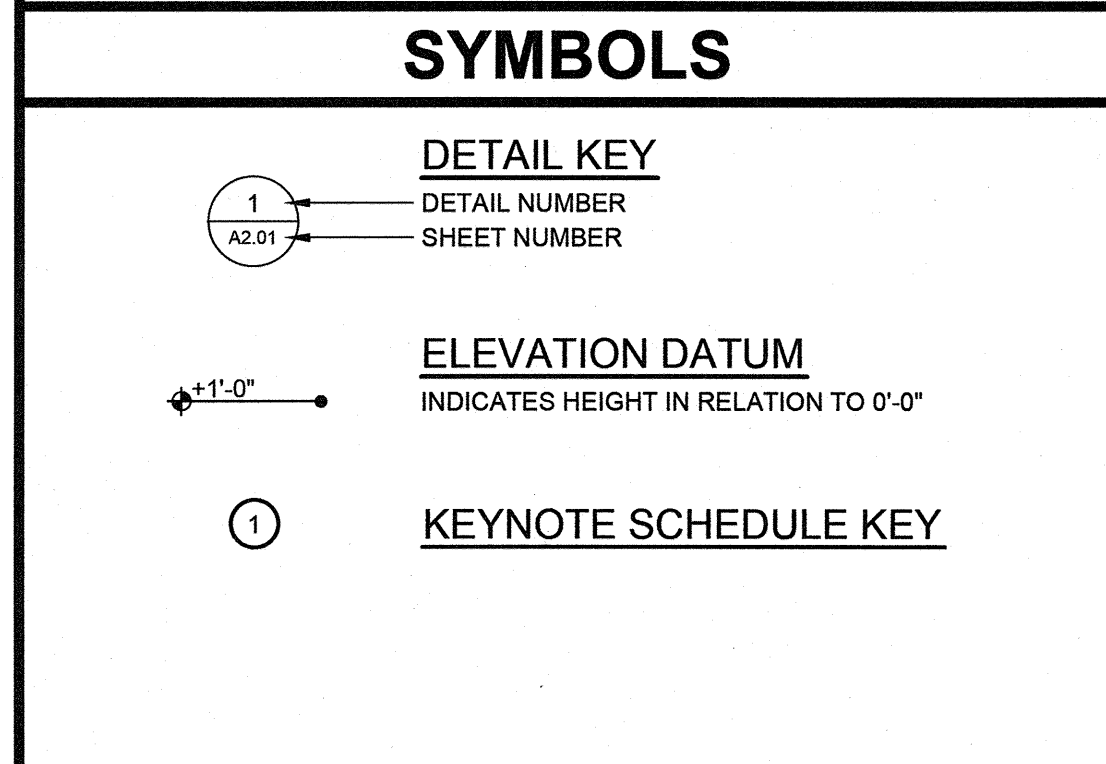 SYMBOLS
DETAIL KEY
1
DETAIL NUMBER
A2.01
SHEET NUMBER
ELEVATION DATUM
+1'-0"
INDICATES HEIGHT IN RELATION TO 0'-0"
1
KEYNOTE SCHEDULE KEY